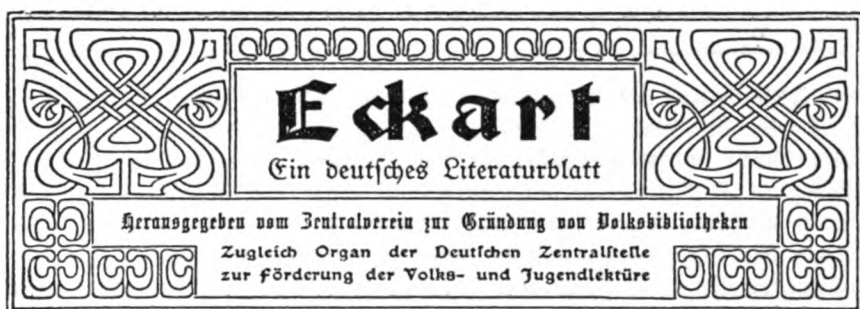 Eckart
Ein deutsches Literaturblatt
Herausgegeben vom Zentralverein zur Gründung von Volksbibliotheken
Zugleich Organ der Deutschen Zentralstelle
zur Förderung der Volks- und Jugendlektüre